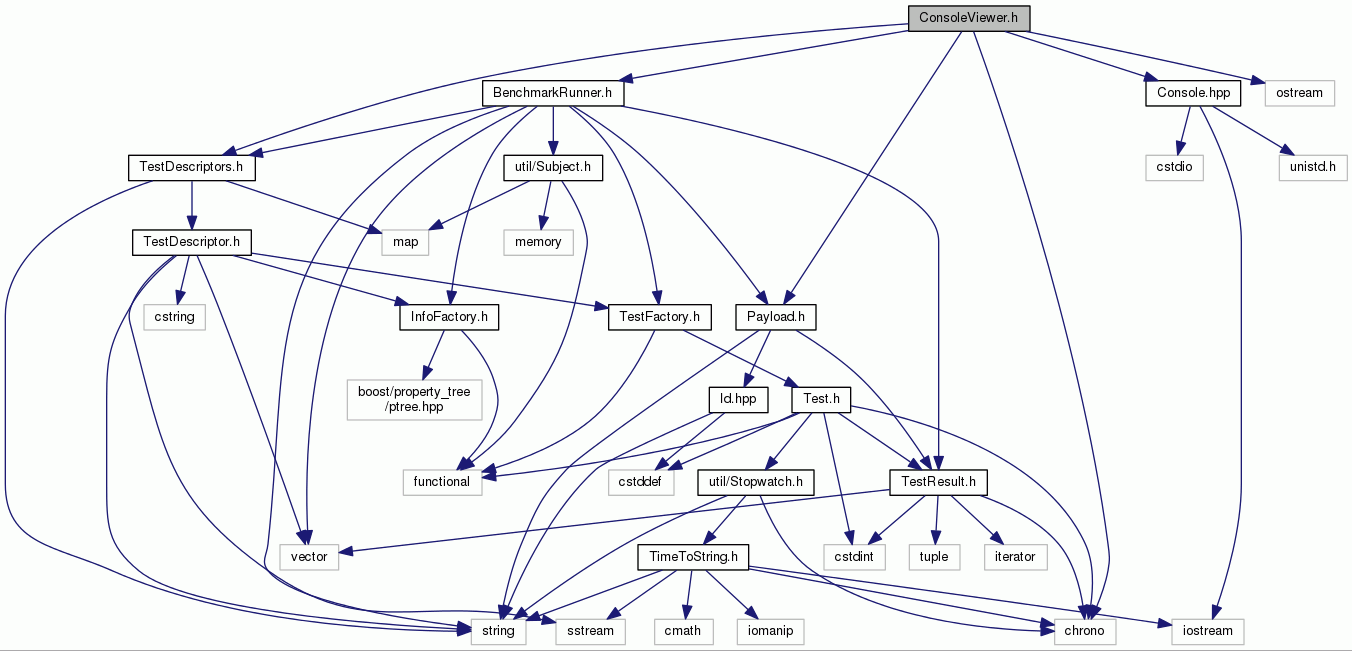 ConsoleViewer.h
BenchmarkRunner.h
Console.hpp
ostream
TestDescriptors.h
util/Subject.h
cstdio
unistd.h
TestDescriptor.h
map
memory
cstring
InfoFactory.h
TestFactory.h
Payload.h
boost/property_tree
/ptree.hpp
Id.hpp
Test.h
functional
cstddef
util/Stopwatch.h
TestResult.h
vector
TimeToString.h
cstdint
tuple
iterator
string
sstream
cmath
iomanip
chrono
iostream